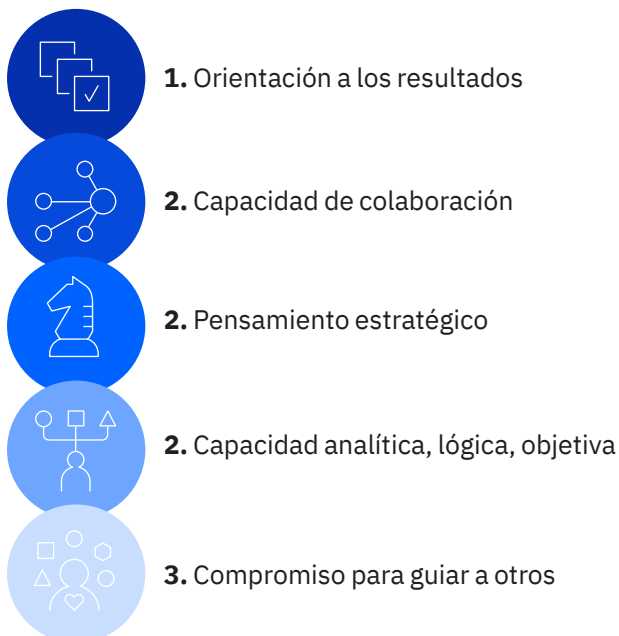 1. Orientación a los resultados
2. Capacidad de colaboración
2. Pensamiento estratégico
2. Capacidad analítica, lógica, objetiva
3. Compromiso para guiar a otros